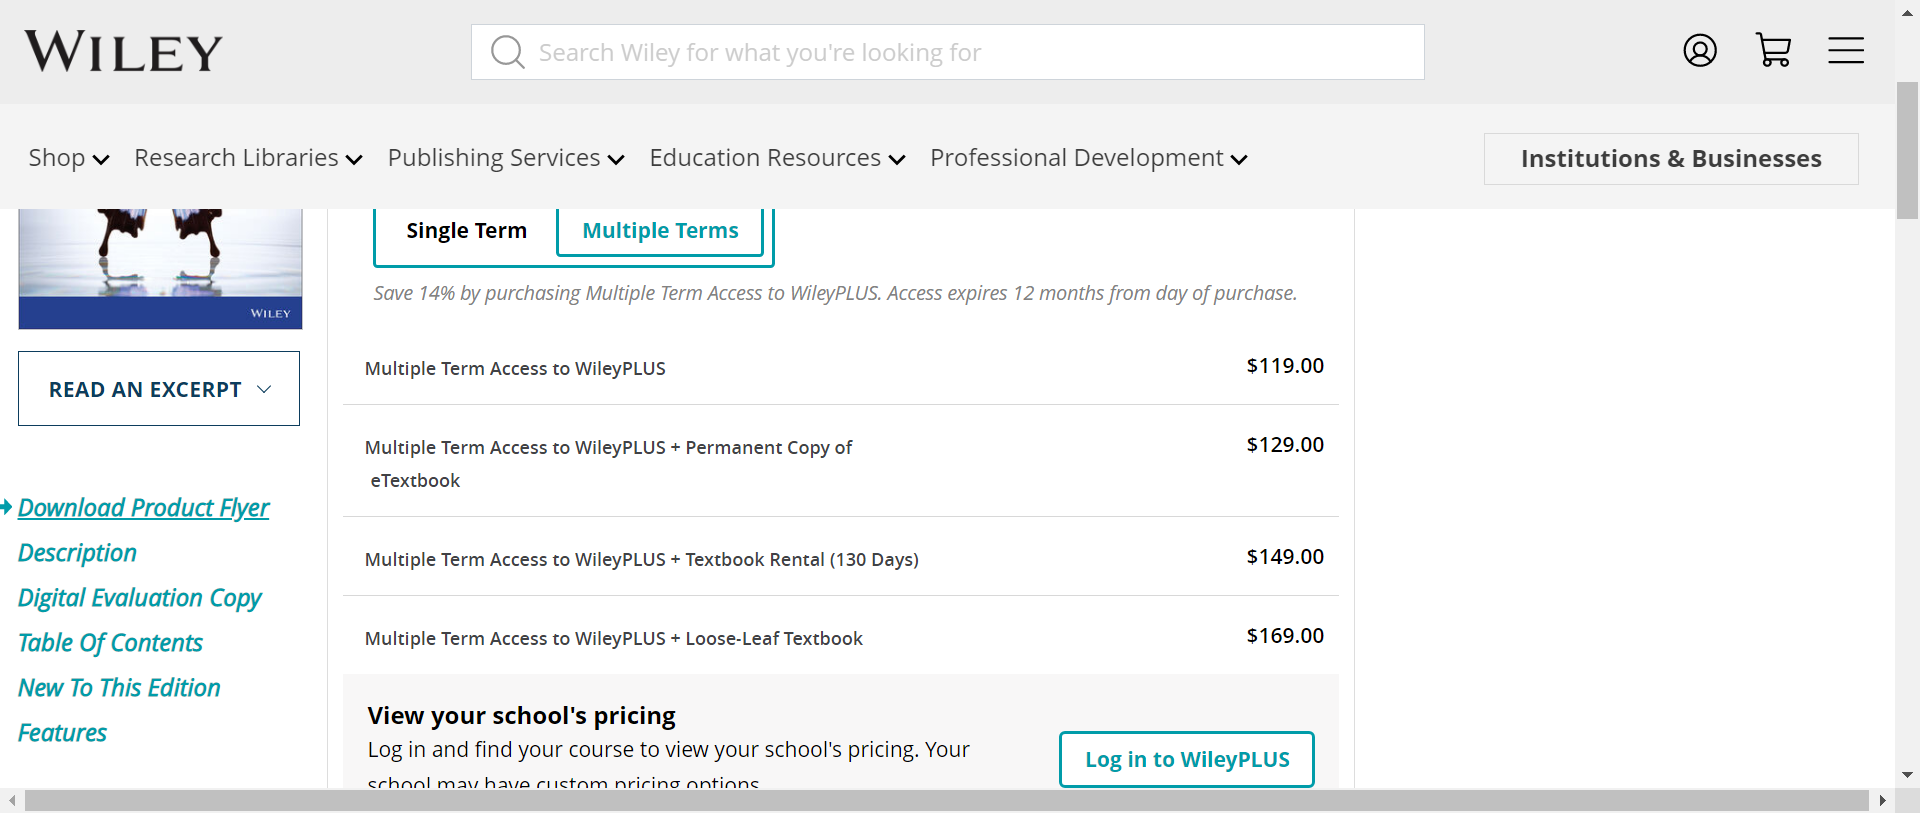 WILEY
Search Wiley for what you're looking for
Shop
Research Libraries
Publishing Services
Education Resources
Professional Development
Institutions & Businesses
WILEY
READ AN EXCERPT
Download Product Flyer
Description
Digital Evaluation Copy
Table Of Contents
New To This Edition
Features
Single Term
Multiple Terms
Save 14% by purchasing Multiple Term Access to WileyPLUS. Access expires 12 months from day of purchase.
Multiple Term Access to WileyPLUS
$119.00
Multiple Term Access to WileyPLUS + Permanent Copy of
eTextbook
$129.00
Multiple Term Access to WileyPLUS + Textbook Rental (130 Days)
$149.00
Multiple Term Access to WileyPLUS + Loose-Leaf Textbook
$169.00
View your school's pricing
Log in and find your course to view your school's pricing. Your
school may have custom pricing options
Log in to WileyPLUS